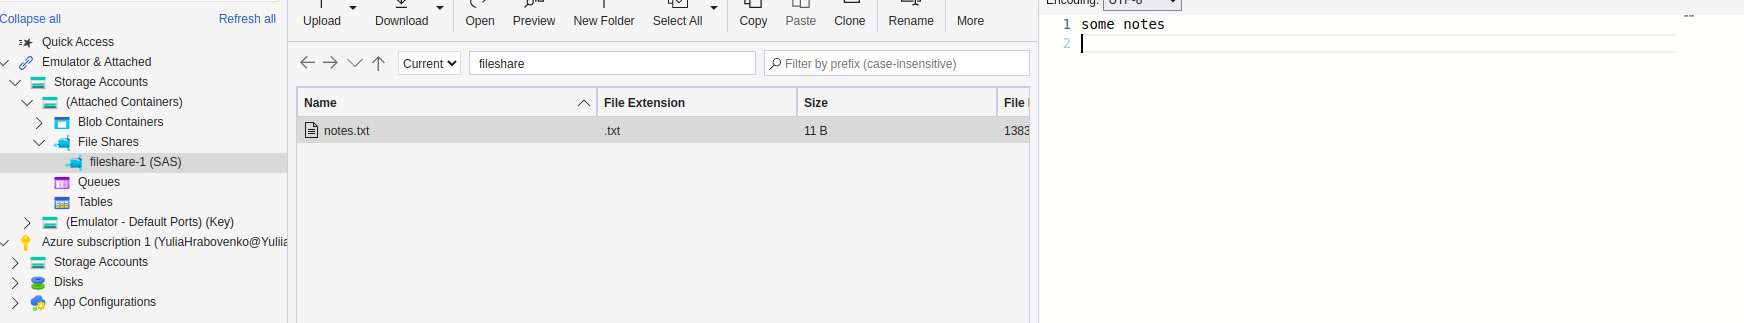 Collapse all
Refresh all
Quick Access
Emulator & Attached
Storage Accounts
(Attached Containers)
Blob Containers
File Shares
fileshare-1 (SAS)
Queues
Tables
(Emulator - Default Ports) (Key)
Azure subscription 1 (YuliaHrabovenko@Yuliia
Storage Accounts
Disks
App Configurations
Upload
Download
Open
Preview
New Folder
Select All
Copy
Paste
Clone
Rename
More
Current
fileshare
Filter by prefix (case-insensitive)
Name
File Extension
Size
File
notes.txt
.txt
11 B
1383
Encoding:
UTF-8
1
some notes
2